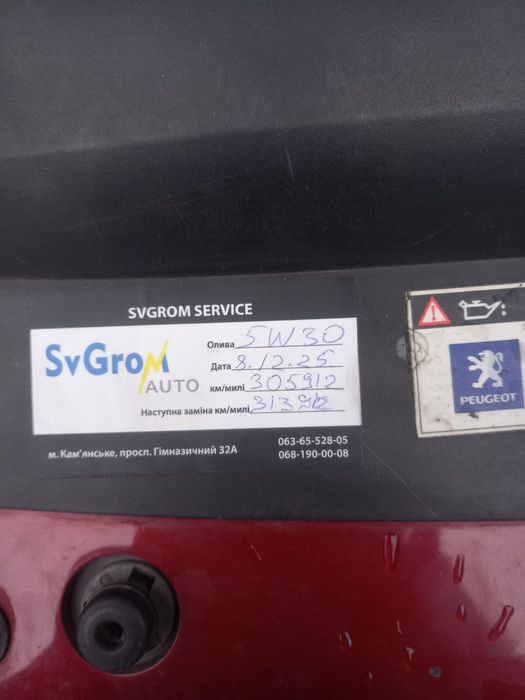 SVGROM SERVICE
SvGrom
AUTO
Олива 5W30
Дата 8.12.25
км/милі 305912
Наступна заміна км/милі 313912
м. Кам'янське, просп. Гімназичний 32А
063-65-528-05
068-190-00-08
PEUGEOT